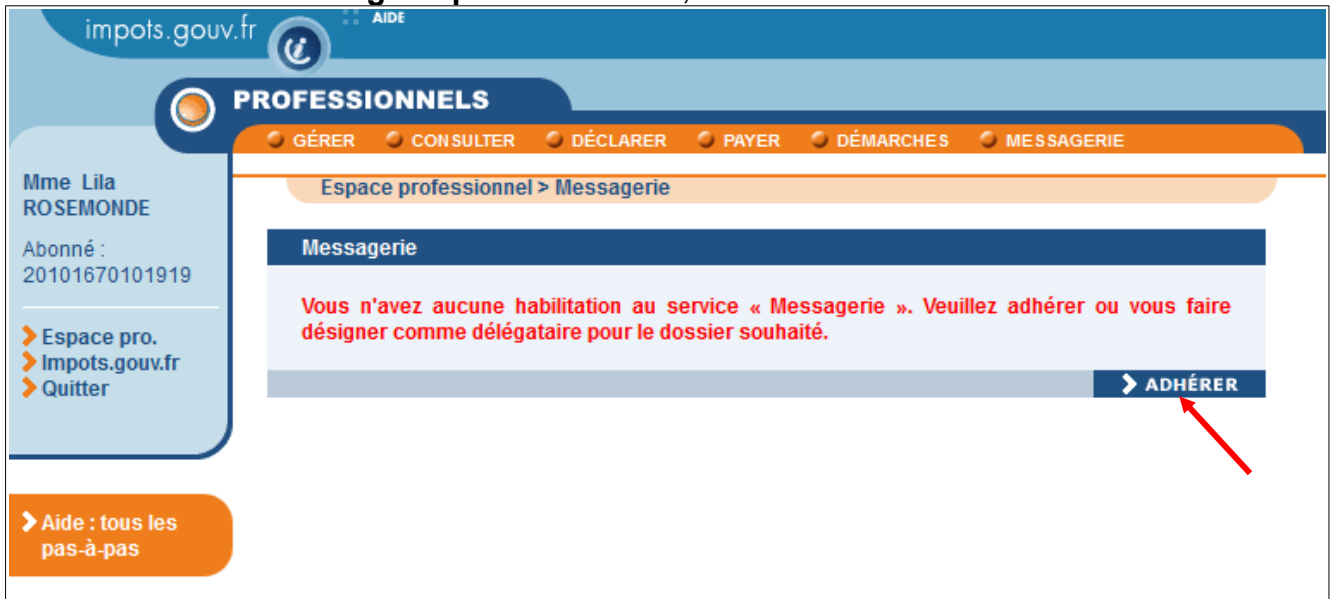 impots.gouv.fr
AIDE
PROFESSIONNELS
GÉRER CONSULTER DÉCLARER PAYER DÉMARCHES MESSAGERIE
Mme Lila
ROSEMONDE
Abonné :
20101670101919
Espace pro.
Impots.gouv.fr
Quitter
Aide : tous les
pas-à-pas
Espace professionnel > Messagerie
Messagerie
Vous n'avez aucune habilitation au service « Messagerie ». Veuillez adhérer ou vous faire
désigner comme délégataire pour le dossier souhaité.
ADHÉRER